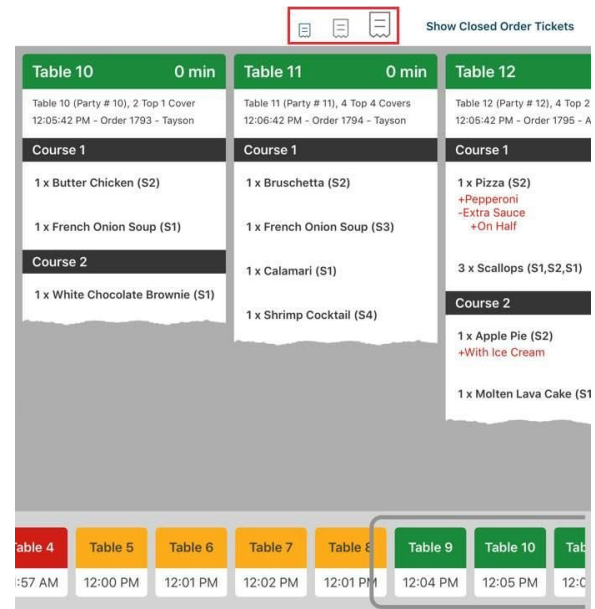 Show Closed Order Tickets
Table 10 0 min
Table 10 (Party # 10), 2 Top 1 Cover
12:05:42 PM - Order 1793 - Tayson
Course 1
1 x Butter Chicken (S2)
1 x French Onion Soup (S1)
Course 2
1 x White Chocolate Brownie (S1)
Table 11 0 min
Table 11 (Party # 11), 4 Top 4 Covers
12:06:42 PM - Order 1794 - Tayson
Course 1
1 x Bruschetta (S2)
1 x French Onion Soup (S3)
1 x Calamari (S1)
1 x Shrimp Cocktail (S4)
Table 12
Table 12 (Party # 12), 4 Top 2
12:05:42 PM - Order 1795 - A
Course 1
1 x Pizza (S2)
+Pepperoni
-Extra Sauce
+On Half
3 x Scallops (S1,S2,S1)
Course 2
1 x Apple Pie (S2)
+With Ice Cream
1 x Molten Lava Cake (S1
Table 4 Table 5 Table 6 Table 7 Table 8 Table 9 Table 10
:57 AM 12:00 PM 12:01 PM 12:02 PM 12:01 PM 12:04 PM 12:05 PM